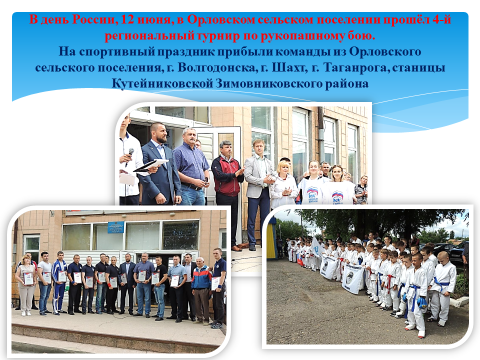 В день России, 12 июня, в Орловском сельском поселении прошёл 4-й
региональный турнир по рукопашному бою.
На спортивный праздник прибыли команды из Орловского
сельского поселения, г. Волгодонска, г. Шахт, г. Таганрога, станицы
Кутейниковской Зимовниковского района